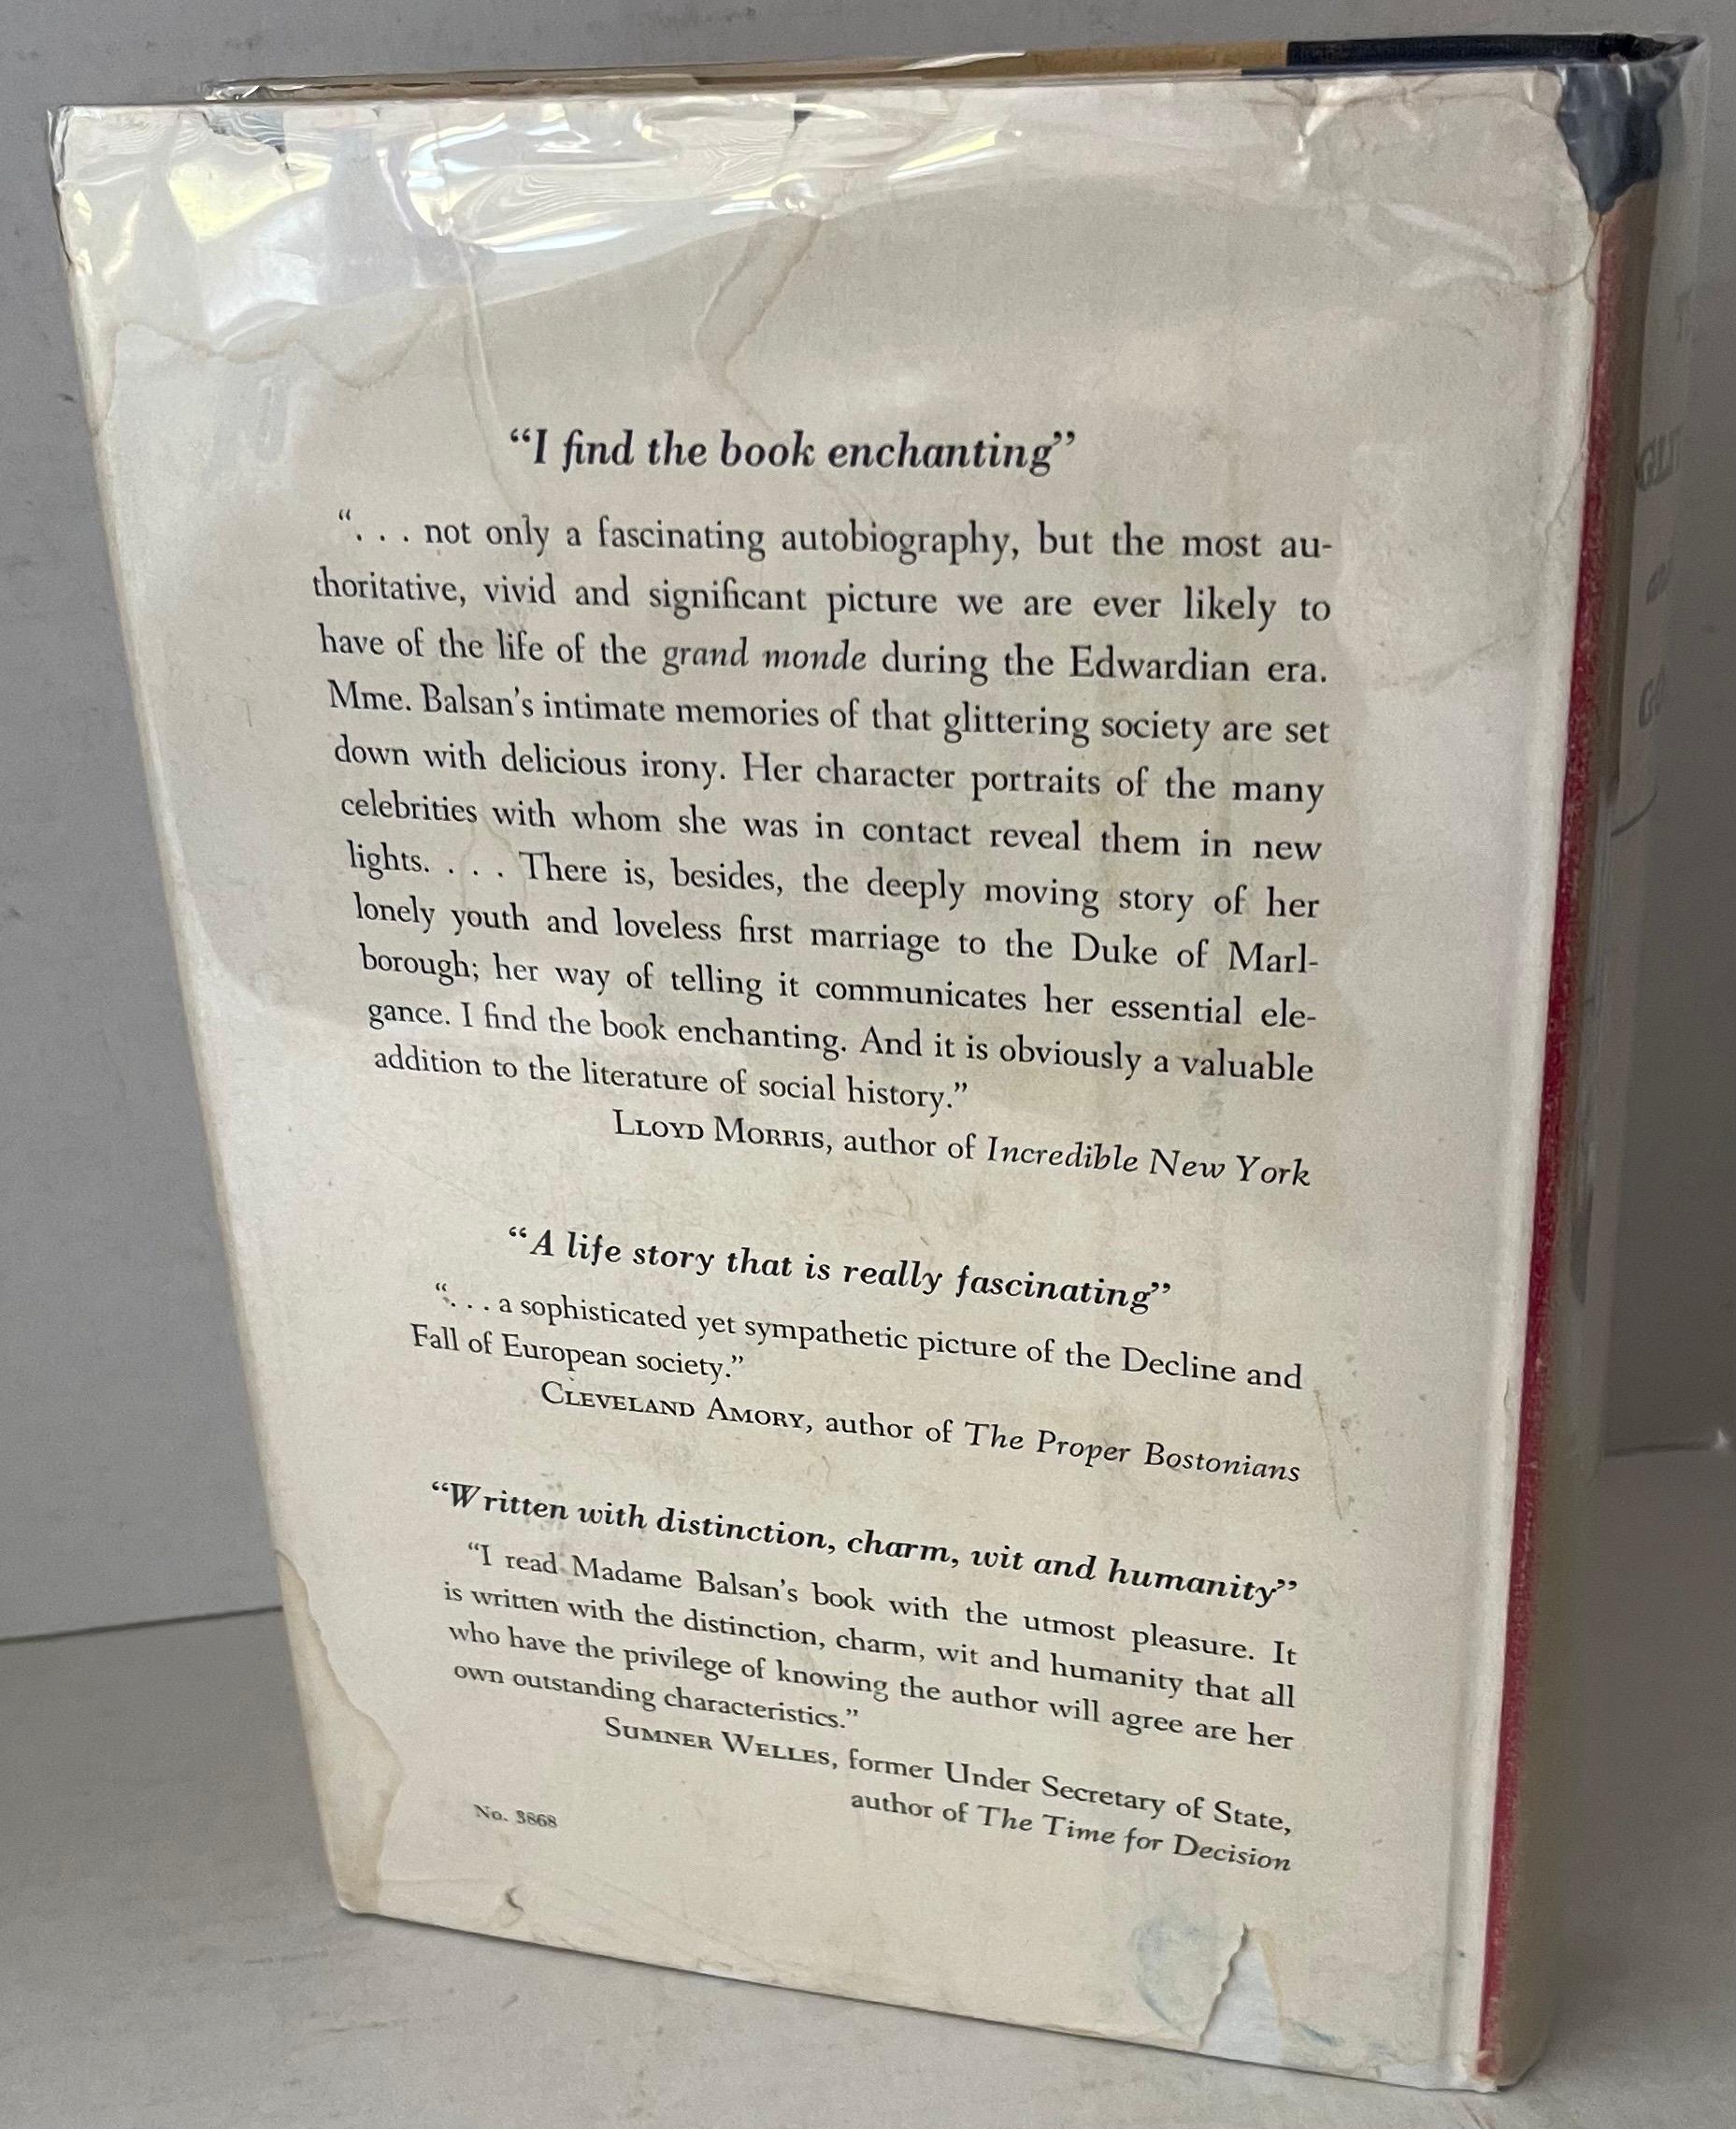 “I find the book enchanting”
“. . . not only a fascinating autobiography, but the most au-
thoritative, vivid and significant picture we are ever likely to
have of the life of the grand monde during the Edwardian era.
Mme. Balsan’s intimate memories of that glittering society are set
down with delicious irony. Her character portraits of the many
celebrities with whom she was in contact reveal them in new
lights. . . . There is, besides, the deeply moving story of her
lonely youth and loveless first marriage to the Duke of Marl-
borough; her way of telling it communicates her essential ele-
gance. I find the book enchanting. And it is obviously a valuable
addition to the literature of social history.”
LLOYD MORRIS, author of Incredible New York
“A life story that is really fascinating”
“. . . a sophisticated yet sympathetic picture of the Decline and
Fall of European society.”
CLEVELAND AMORY, author of The Proper Bostonians
“Written with distinction, charm, wit and humanity”
“I read Madame Balsan’s book with the utmost pleasure. It
is written with the distinction, charm, wit and humanity that all
who have the privilege of knowing the author will agree are her
own outstanding characteristics.”
SUMNER WELLES, former Under Secretary of State,
author of The Time for Decision
No. 3868